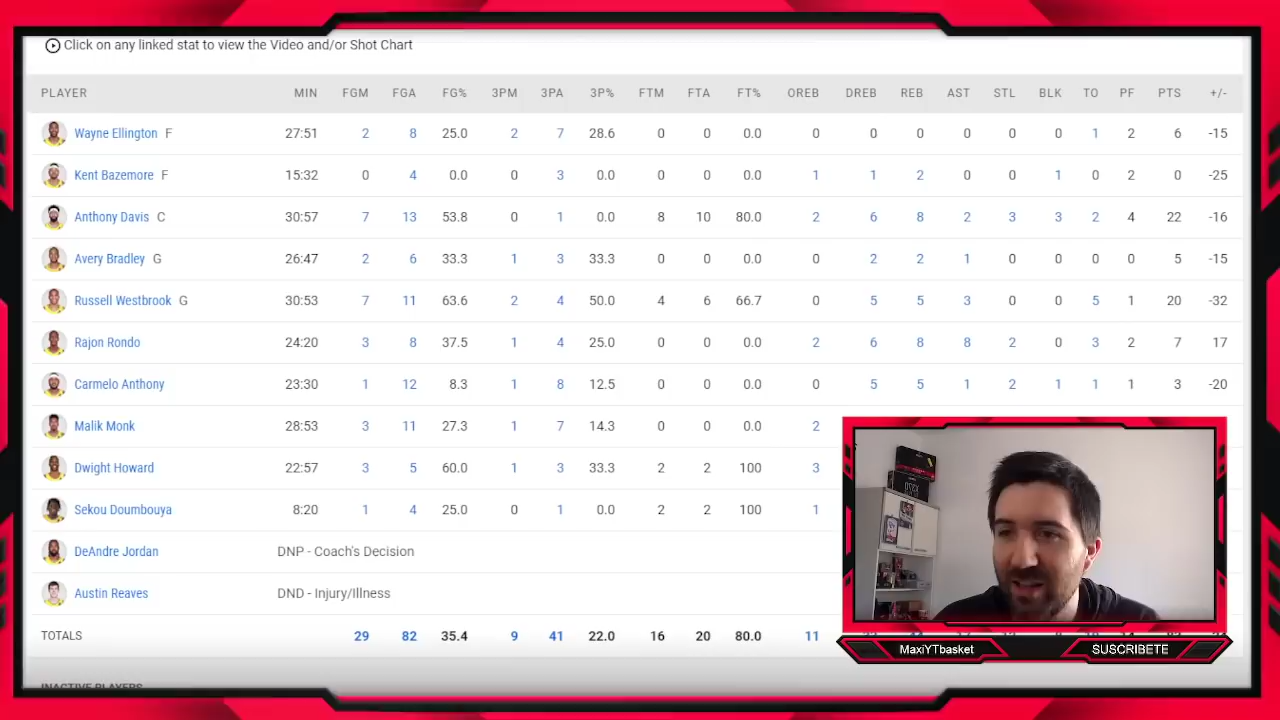 Click on any linked stat to view the Video and/or Shot Chart
PLAYER MIN FGM FGA FG% 3PM 3PA 3P% FTM FTA FT% OREB DREB REB AST STL BLK TO PF PTS +/-
Wayne Ellington F 27:51 2 8 25.0 2 7 28.6 0 0 0.0 0 0 0 0 0 0 1 2 6 -15
Kent Bazemore F 15:32 0 4 0.0 0 3 0.0 0 0 0.0 1 1 2 0 0 1 0 2 0 -25
Anthony Davis C 30:57 7 13 53.8 0 1 0.0 8 10 80.0 2 6 8 2 3 3 2 4 22 -16
Avery Bradley G 26:47 2 6 33.3 1 3 33.3 0 0 0.0 0 2 2 1 0 0 0 0 5 -15
Russell Westbrook G 30:53 7 11 63.6 2 4 50.0 4 6 66.7 0 5 5 3 0 0 5 1 20 -32
Rajon Rondo 24:20 3 8 37.5 1 4 25.0 0 0 0.0 2 6 8 8 2 0 3 2 7 17
Carmelo Anthony 23:30 1 12 8.3 1 8 12.5 0 0 0.0 0 5 5 1 2 1 1 1 3 -20
Malik Monk 28:53 3 11 27.3 1 7 14.3 0 0 0.0 2
Dwight Howard 22:57 3 5 60.0 1 3 33.3 2 2 100 3
Sekou Doumbouya 8:20 1 4 25.0 0 1 0.0 2 2 100 1
DeAndre Jordan DNP - Coach's Decision
Austin Reaves DND - Injury/Illness
TOTALS 29 82 35.4 9 41 22.0 16 20 80.0 11
MaxiYTbasket SUSCRIBETE
INACTIVE PLAYERS